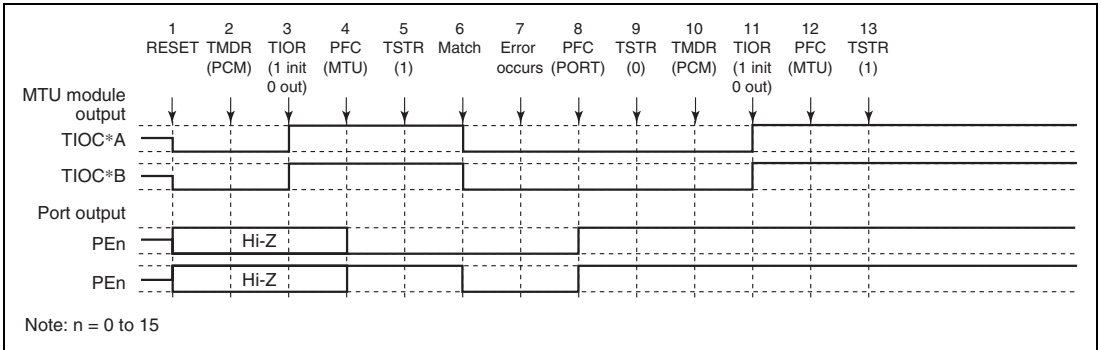 1 2 3 4 5 6 7 8 9 10 11 12 13
RESET TMDR TIOR PFC TSTR Match Error PFC TSTR TMDR TIOR PFC TSTR
(PCM) (1 init (MTU) (1) occurs (PORT) (0) (PCM) (1 init (MTU) (1)
0 out) 0 out)
MTU module
output
TIOC*A
TIOC*B
Port output
PEn Hi-Z
PEn Hi-Z
Note: n = 0 to 15